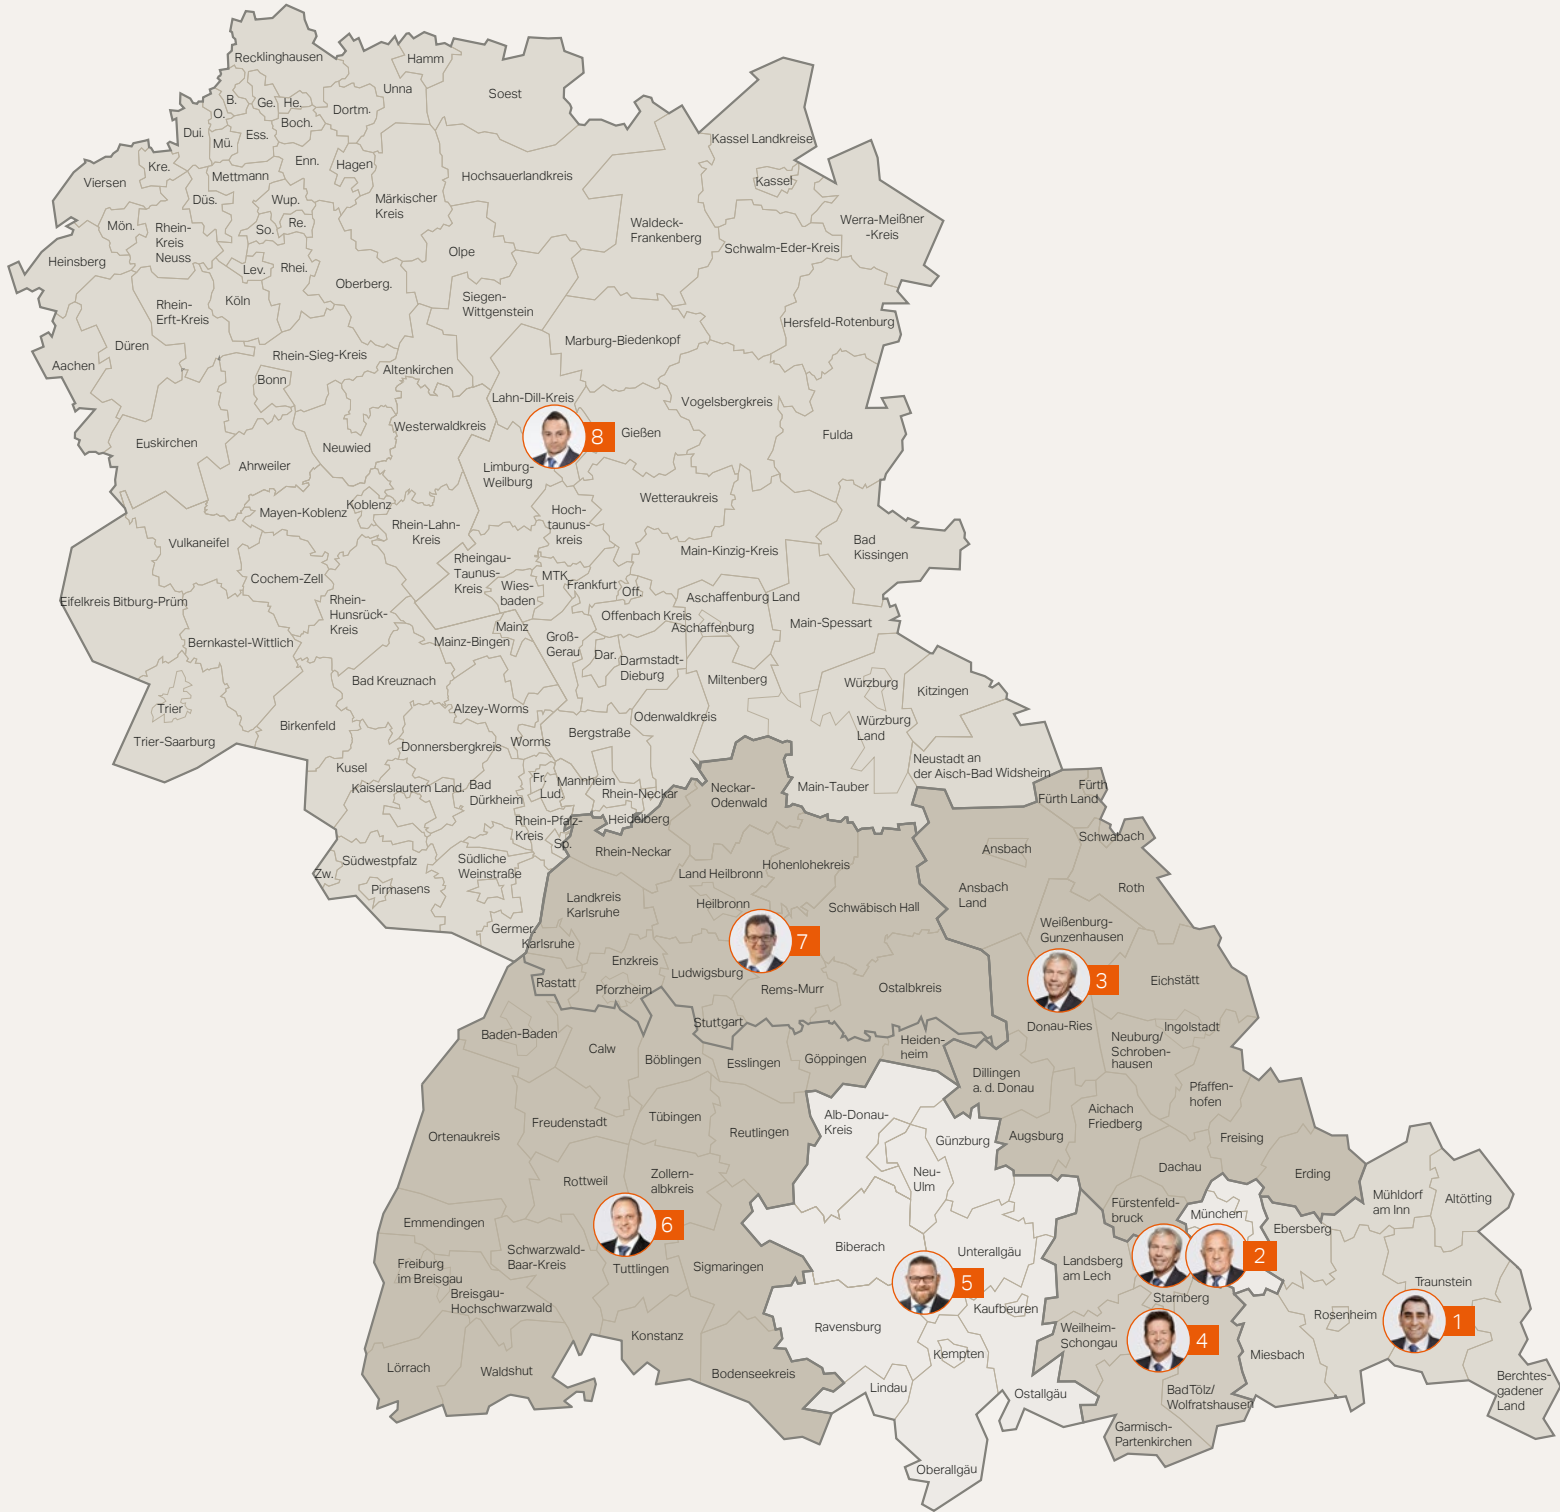 Recklinghausen
Hamm
Unna
Soest
B.
Ge.
He.
Dortm.
O.
Boch.
Dui.
Mü.
Ess.
Kassel Landkreise
Kre.
Enn.
Hagen
Viersen
Mettmann
Hochsauerlandkreis
Kassel
Düs.
Wup.
Märkischer
Kreis
Mön.
Rhein-
Kreis
Neuss
So.
Re.
Waldeck-
Frankenberg
Werra-Meißner
-Kreis
Schwalm-Eder-Kreis
Heinsberg
Lev.
Rhei.
Olpe
Oberberg.
Köln
Rhein-
Erft-Kreis
Siegen-
Wittgenstein
Hersfeld-Rotenburg
Düren
Marburg-Biedenkopf
Rhein-Sieg-Kreis
Aachen
Bonn
Altenkirchen
Lahn-Dill-Kreis
Vogelsbergkreis
Westerwaldkreis
8
Gießen
Fulda
Euskirchen
Neuwied
Ahrweiler
Limburg-
Weilburg
Wetteraukreis
Mayen-Koblenz
Koblenz
Hoch-
taunus-
kreis
Rhein-Lahn-
Kreis
Vulkaneifel
Bad
Kissingen
Main-Kinzig-Kreis
Rheingau-
Taunus-
Kreis
Cochem-Zell
MTK
Wies-
baden
Frankfurt
Off.
Eifelkreis Bitburg-Prüm
Rhein-
Hunsrück-
Kreis
Aschaffenburg Land
Offenbach Kreis
Aschaffenburg
Main-Spessart
Mainz
Bernkastel-Wittlich
Mainz-Bingen
Groß-
Gerau
Dar.
Darmstadt-
Dieburg
Bad Kreuznach
Miltenberg
Würzburg
Kitzingen
Trier
Alzey-Worms
Odenwaldkreis
Würzburg
Land
Birkenfeld
Trier-Saarburg
Donnersbergkreis
Worms
Bergstraße
Neustadt an
der Aisch-Bad Widsheim
Kusel
Fr.
Mannheim
Kaiserslautern Land.
Bad
Dürkheim
Lud.
Rhein-Neckar
Neckar-
Odenwald
Main-Tauber
Fürth
Fürth Land
Rhein-Pfalz-
Kreis
Heidelberg
Sp.
Schwabach
Rhein-Neckar
Ansbach
Südwestpfalz
Südliche
Weinstraße
Hohenlohekreis
Zw.
Land Heilbronn
Pirmasens
Ansbach
Land
Roth
Landkreis
Karlsruhe
Heilbronn
Schwäbisch Hall
Germer.
Karlsruhe
Weißenburg-
Gunzenhausen
7
Enzkreis
Ludwigsburg
Rastatt
Pforzheim
Rems-Murr
Ostalbkreis
3
Eichstätt
Stuttgart
Donau-Ries
Ingolstadt
Baden-Baden
Calw
Böblingen
Esslingen
Göppingen
Heiden-
heim
Neuburg/
Schroben-
hausen
Dillingen
a. d. Donau
Pfaffen-
hofen
Freudenstadt
Tübingen
Alb-Donau-
Kreis
Aichach
Friedberg
Ortenaukreis
Reutlingen
Günzburg
Augsburg
Freising
Dachau
Erding
Rottweil
Zollern-
albkreis
Neu-
Ulm
Fürstenfeld-
bruck
Mühldorf
am Inn
Altötting
München
Emmendingen
6
Ebersberg
Schwarzwald-
Baar-Kreis
Biberach
Unterallgäu
Landsberg
am Lech
2
Freiburg
im Breisgau
Tuttlingen
Sigmaringen
5
Traunstein
Breisgau-
Hochschwarzwald
Kaufbeuren
Starnberg
Rosenheim
1
Ravensburg
Konstanz
Weilheim-
Schongau
4
Kempten
Miesbach
Lörrach
Waldshut
Bodenseekreis
Lindau
Ostallgäu
Bad Tölz/
Wolfratshausen
Berchtes-
gadener
Land
Garmisch-
Partenkirchen
Oberallgäu